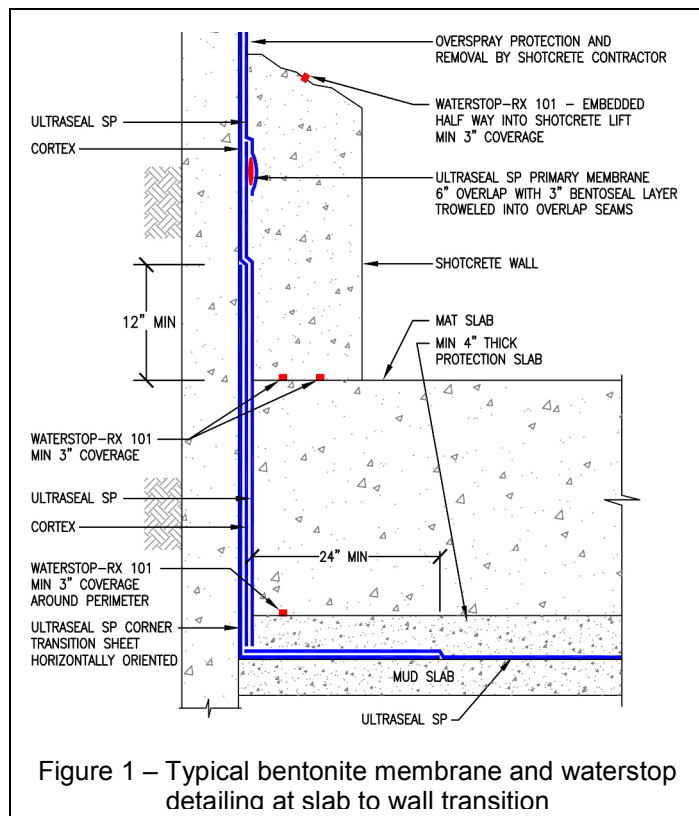 OVERSPRAY PROTECTION AND
REMOVAL BY SHOTCRETE CONTRACTOR
WATERSTOP-RX 101 – EMBEDDED
HALF WAY INTO SHOTCRETE LIFT
MIN 3" COVERAGE
ULTRASEAL SP
CORTEX
ULTRASEAL SP PRIMARY MEMBRANE
6" OVERLAP WITH 3" BENTOSEAL LAYER
TROWELED INTO OVERLAP SEAMS
SHOTCRETE WALL
12" MIN
MAT SLAB
MIN 4" THICK
PROTECTION SLAB
WATERSTOP-RX 101
MIN 3" COVERAGE
ULTRASEAL SP
CORTEX
24" MIN
WATERSTOP-RX 101
MIN 3" COVERAGE
AROUND PERIMETER
ULTRASEAL SP CORNER
TRANSITION SHEET
HORIZONTALLY ORIENTED
MUD SLAB
ULTRASEAL SP
Figure 1 – Typical bentonite membrane and waterstop
detailing at slab to wall transition